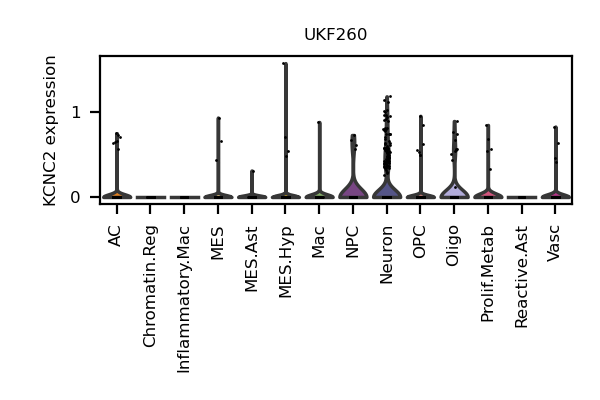 UKF260
KCNC2 expression
1
0
AC
Chromatin.Reg
Inflammatory.Mac
MES
MES.Ast
MES.Hyp
Mac
NPC
Neuron
OPC
Oligo
Prolif.Metab
Reactive.Ast
Vasc